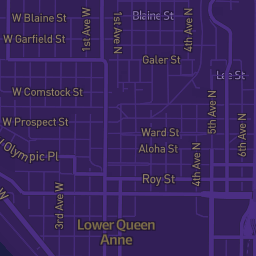 W Blaine St
Blaine St
1st Ave W
1st Ave N
4th Ave N
W Garfield St
Galer St
Lee St
W Comstock St
W Prospect St
5th Ave N
6th Ave N
Ward St
Aloha St
4th Ave N
Olympic Pl
Roy St
3rd Ave W
Lower Queen
Anne